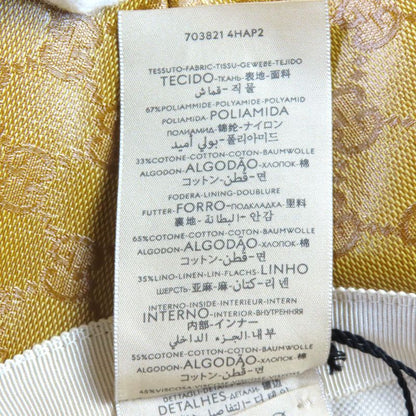 703821 4HAP2
TESSUTO-FABRIC-TISSU-GEWEBE-TEJIDO
TECIDO-ТКАНЬ-表地-面料
قماش-직물
67%POLIAMMIDE-POLYAMIDE-POLYAMID
POLIAMIDA-POLIAMIDA
ПОЛИАМИД-錦綸-ナイロン
بولي أميد-폴리아미드
33%COTONE-COTTON-COTON-BAUMWOLLE
ALGODON-ALGODÃO-ХЛОПОК-棉
コットン-قطن-면
FODERA-LINING-DOUBLURE
FUTTER-FORRO-ПОДКЛАДКА-里料
裏地-البطانة-안감
65%COTONE-COTTON-COTON-BAUMWOLLE
ALGODON-ALGODÃO-ХЛОПОК-棉
コットン-قطن-면
35%LINO-LINEN-LIN-FLACHS-LINHO
ШЕРСТЬ-亚麻-麻-كتان-리넨
INTERNO-INSIDE-INTERIEUR-INTERN
INTERNO-INTERIOR-ВНУТРЕННЯЯ
内部-インナー
내부-الجزء الداخلي
55%COTONE-COTTON-COTON-BAUMWOLLE
ALGODON-ALGODÃO-ХЛОПОК-棉
コットン-قطن-면
DETALHES-ДЕТАЛИ